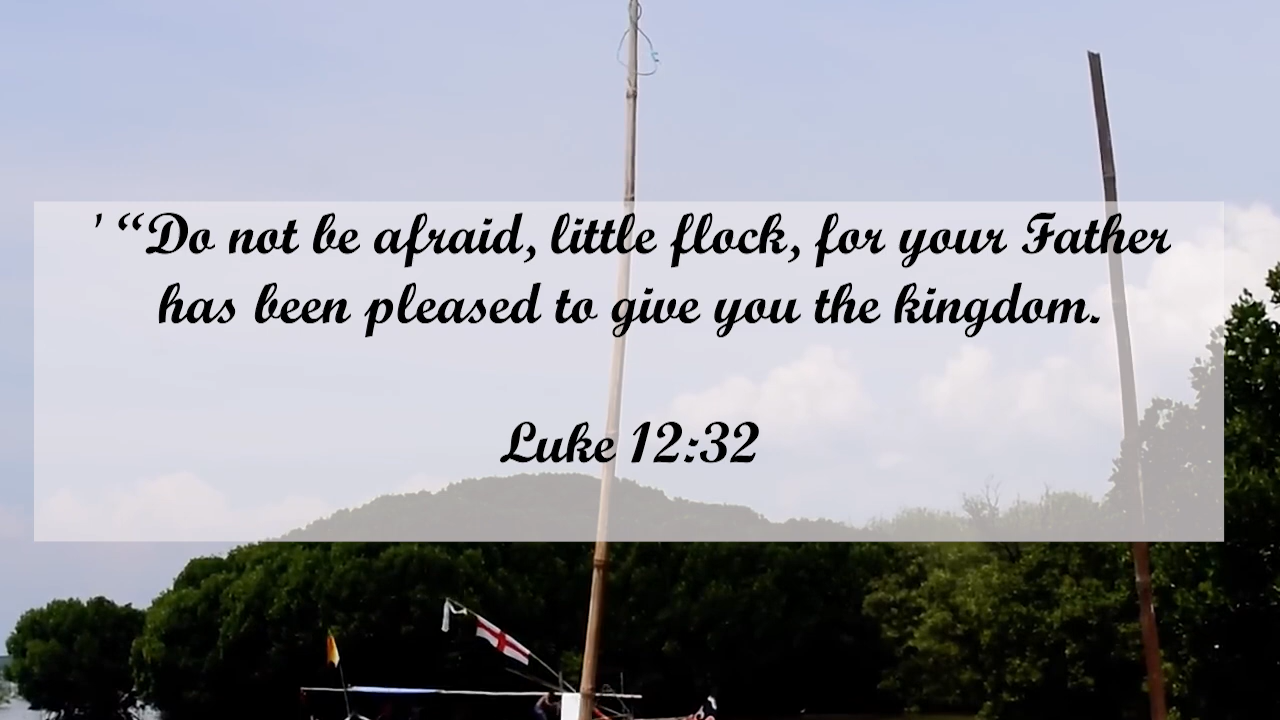 ' “Do not be afraid, little flock, for your Father
has been pleased to give you the kingdom.
Luke 12:32